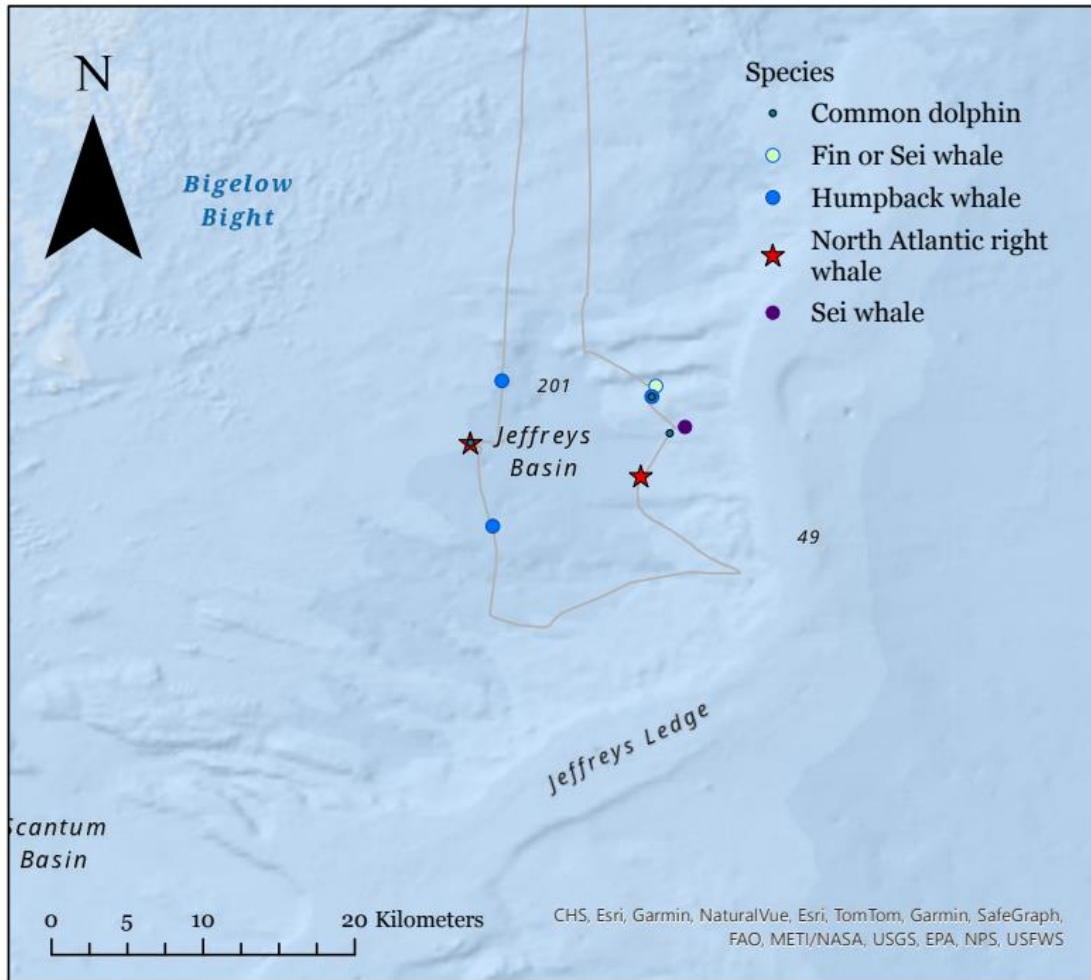 N
Species
Common dolphin
Fin or Sei whale
Humpback whale
North Atlantic right
whale
Sei whale
Bigelow
Bight
201
Jeffreys
Basin
49
Jeffreys Ledge
Scantum
Basin
0 5 10 20 Kilometers
CHS, Esri, Garmin, NaturalVue, Esri, TomTom, Garmin, SafeGraph,
FAO, METI/NASA, USGS, EPA, NPS, USFWS